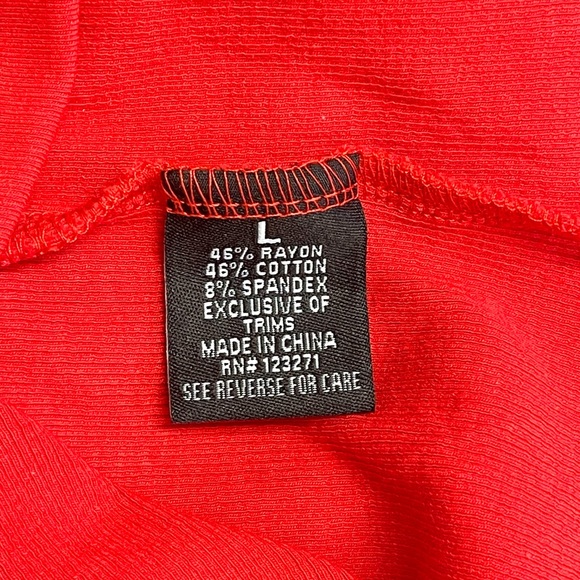 L
46% RAYON
46% COTTON
8% SPANDEX
EXCLUSIVE OF
TRIMS
MADE IN CHINA
RN# 123271
SEE REVERSE FOR CARE